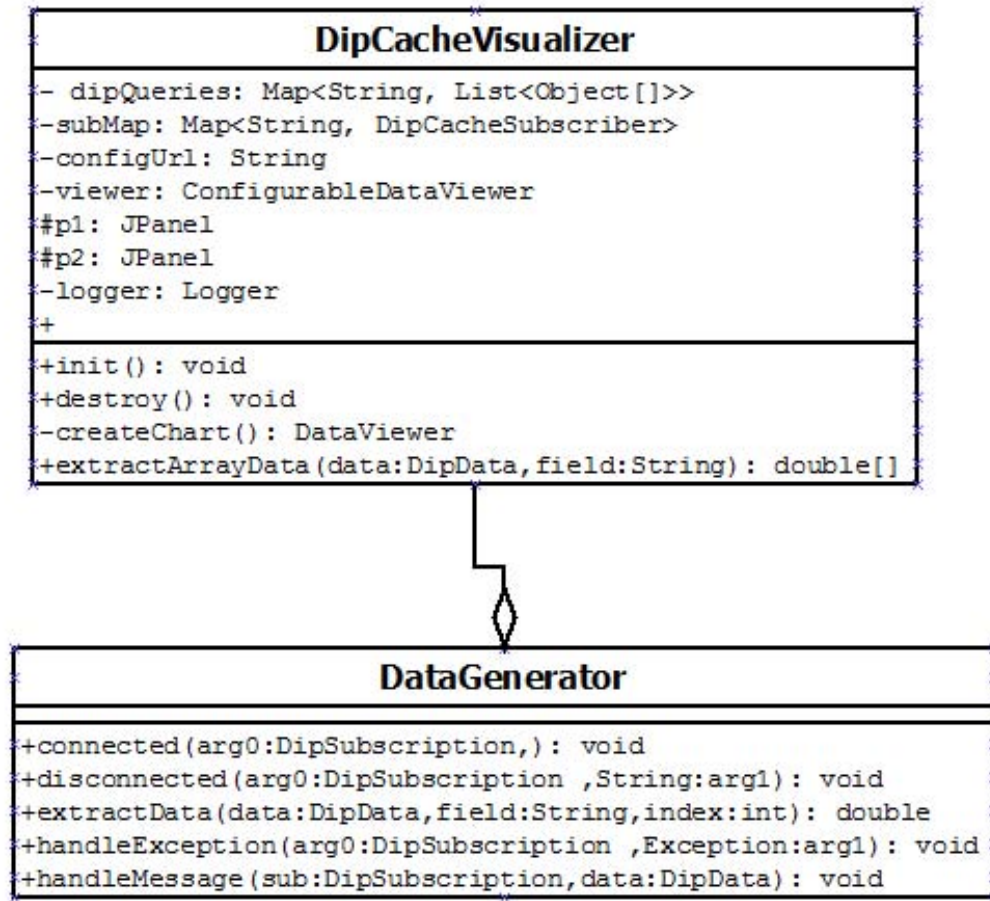 DipCacheVisualizer
- dipQueries: Map<String, List<Object[]>>
-subMap: Map<String, DipCacheSubscriber>
-configUrl: String
-viewer: ConfigurableDataViewer
#p1: JPanel
#p2: JPanel
-logger: Logger
+
+init(): void
+destroy(): void
-createChart(): DataViewer
+extractArrayData(data:DipData,field:String): double[]
DataGenerator
+connected(arg0:DipSubscription,): void
+disconnected(arg0:DipSubscription ,String:arg1): void
+extractData(data:DipData,field:String,index:int): double
+handleException(arg0:DipSubscription ,Exception:arg1): void
+handleMessage(sub:DipSubscription,data:DipData): void